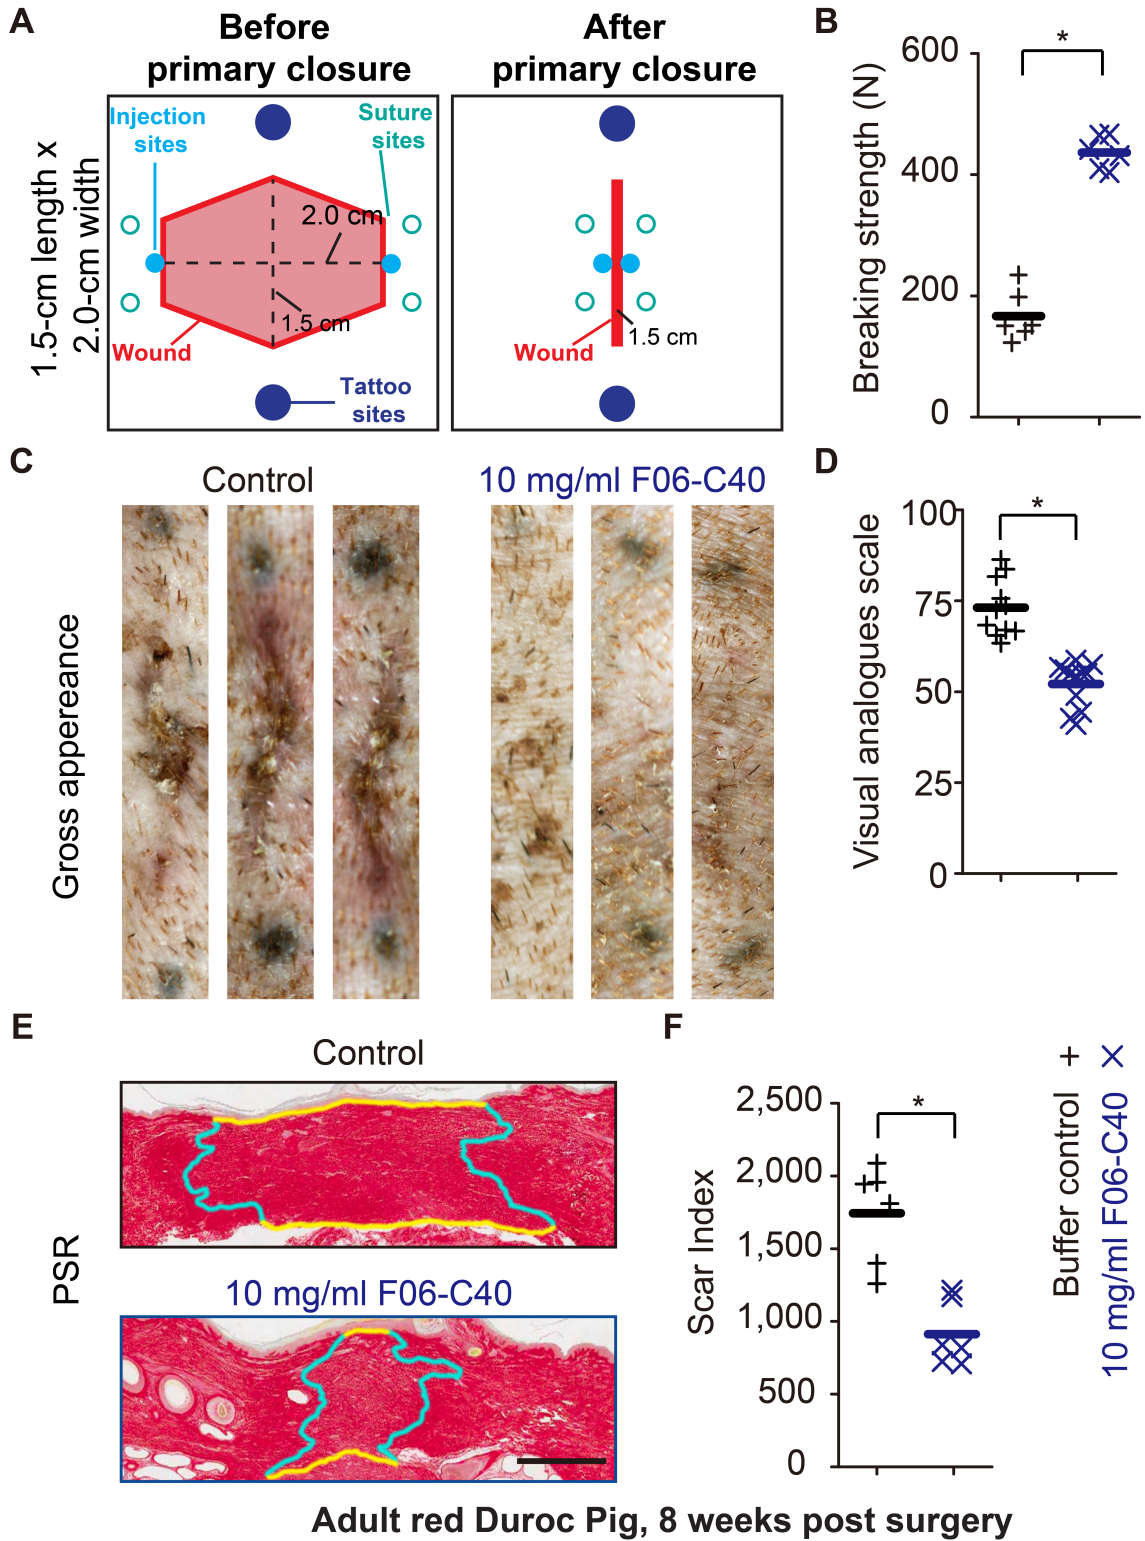 A
Before
primary closure
After
primary closure
1.5-cm length x
2.0-cm width
Injection
sites
Suture
sites
2.0 cm
1.5 cm
Wound
Tattoo
sites
1.5 cm
Wound
B
Breaking strength (N)
600
400
200
0
*
C
Control
10 mg/ml F06-C40
Gross appereance
D
Visual analogues scale
100
75
50
25
0
*
E
Control
PSR
10 mg/ml F06-C40
F
Scar Index
2,500
2,000
1,500
1,000
500
0
*
Buffer control +
10 mg/ml F06-C40 ×
Adult red Duroc Pig, 8 weeks post surgery